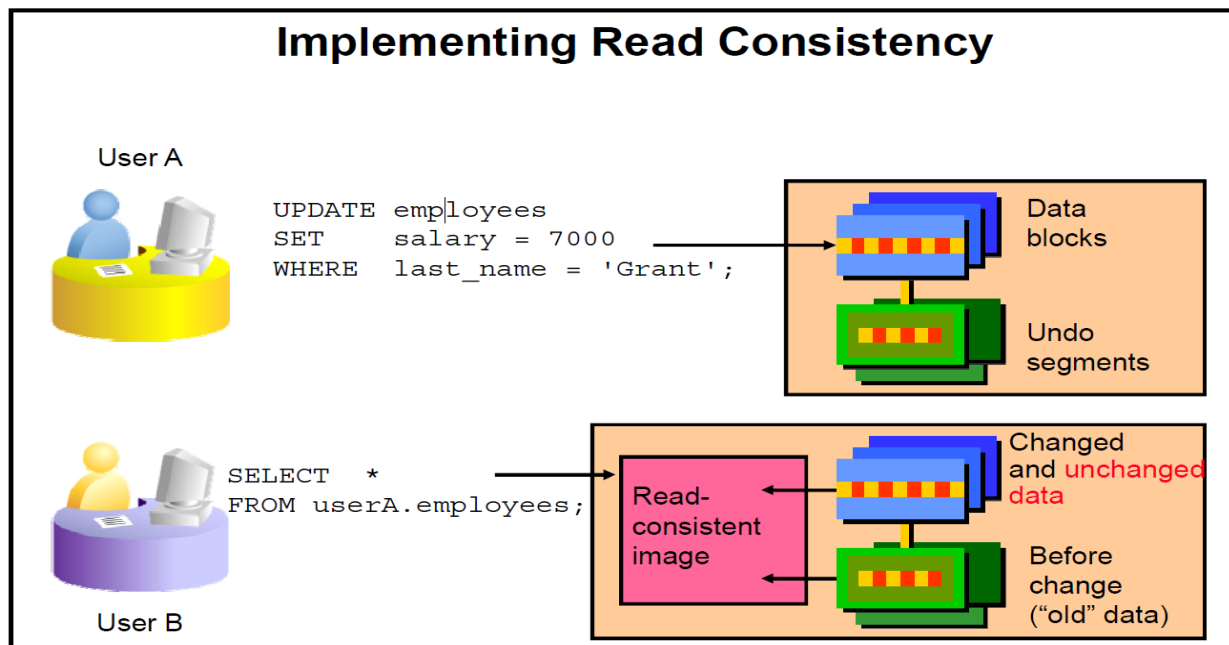 Implementing Read Consistency
User A
UPDATE employees
SET salary = 7000
WHERE last_name = 'Grant';
Data
blocks
Undo
segments
User B
SELECT *
FROM userA.employees;
Read-
consistent
image
Changed
and unchanged
data
Before
change
(“old” data)